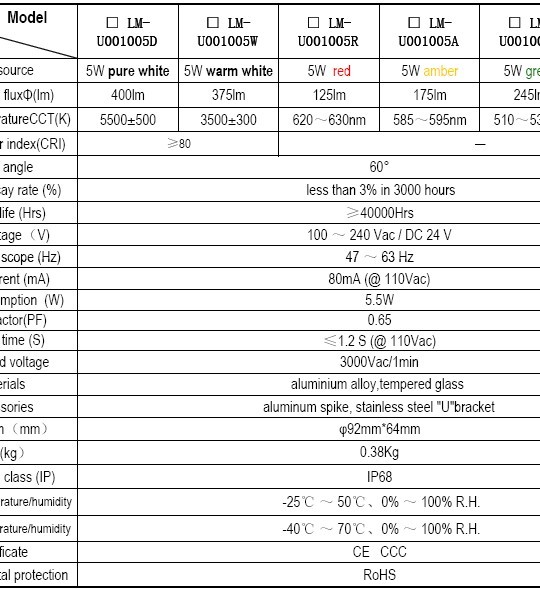 Model
□ LM-
U001005D
□ LM-
U001005W
□ LM-
U001005R
□ LM-
U001005A
□ LM-
source 5W pure white 5W warm white 5W red 5W amber 5W
fluxΦ(lm) 400lm 375lm 125lm 175lm 245l
ratureCCT(K) 5500±500 3500±300 620～630nm 585～595nm 510～53
r index(CRI) ≥80 —
angle 60°
ay rate (%) less than 3% in 3000 hours
life (Hrs) ≥40000Hrs
tage（V) 100 ～ 240 Vac / DC 24 V
scope (Hz) 47 ～ 63 Hz
rent (mA) 80mA (@ 110Vac)
mption (W) 5.5W
actor(PF) 0.65
time (S) ≤1.2 S (@ 110Vac)
d voltage 3000Vac/1min
erials aluminium alloy,tempered glass
sories aluminum spike, stainless steel "U"bracket
（mm） φ92mm*64mm
(kg） 0.38Kg
class (IP) IP68
rature/humidity -25℃ ～ 50℃、0% ～ 100% R.H.
rature/humidity -40℃ ～ 70℃、0% ～ 100% R.H.
ficate CE CCC
tal protection RoHS